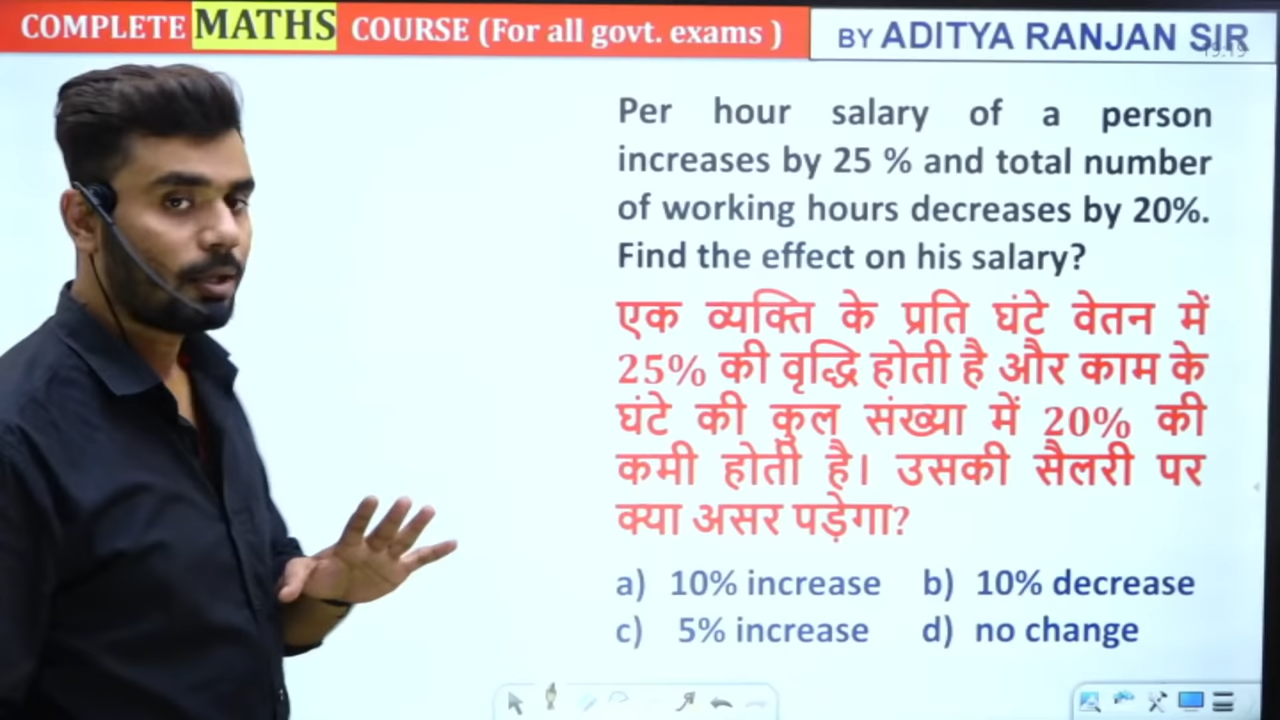 COMPLETE MATHS COURSE (For all govt. exams )
BY ADITYA RANJAN SIR
19:19
Per hour salary of a person
increases by 25 % and total number
of working hours decreases by 20%.
Find the effect on his salary?
एक व्यक्ति के प्रति घंटे वेतन में
25% की वृद्धि होती है और काम के
घंटे की कुल संख्या में 20% की
कमी होती है। उसकी सैलरी पर
क्या असर पड़ेगा?
a) 10% increase b) 10% decrease
c) 5% increase d) no change